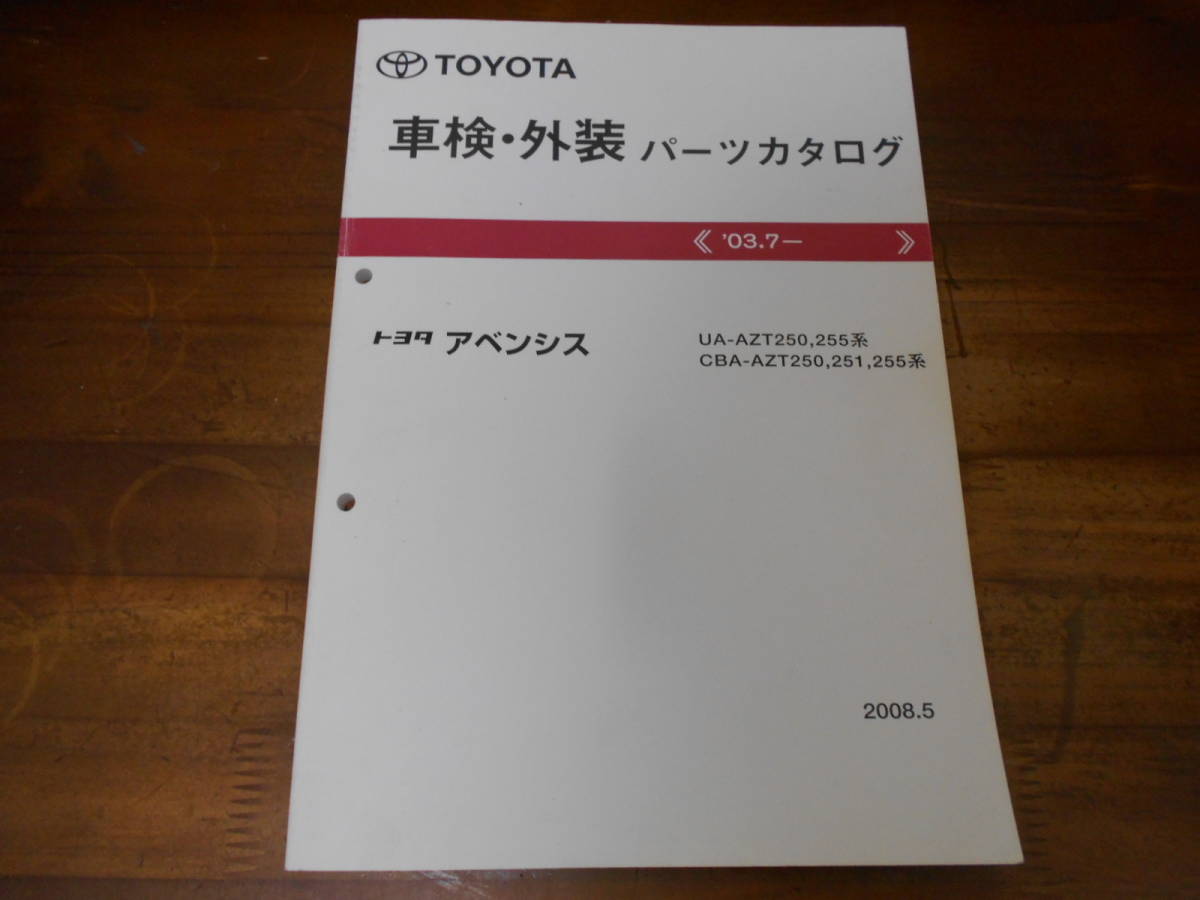 TOYOTA
車検・外装 パーツカタログ
《 '03.7− 》
トヨタ アベンシス
UA-AZT250,255系
CBA-AZT250,251,255系
2008.5